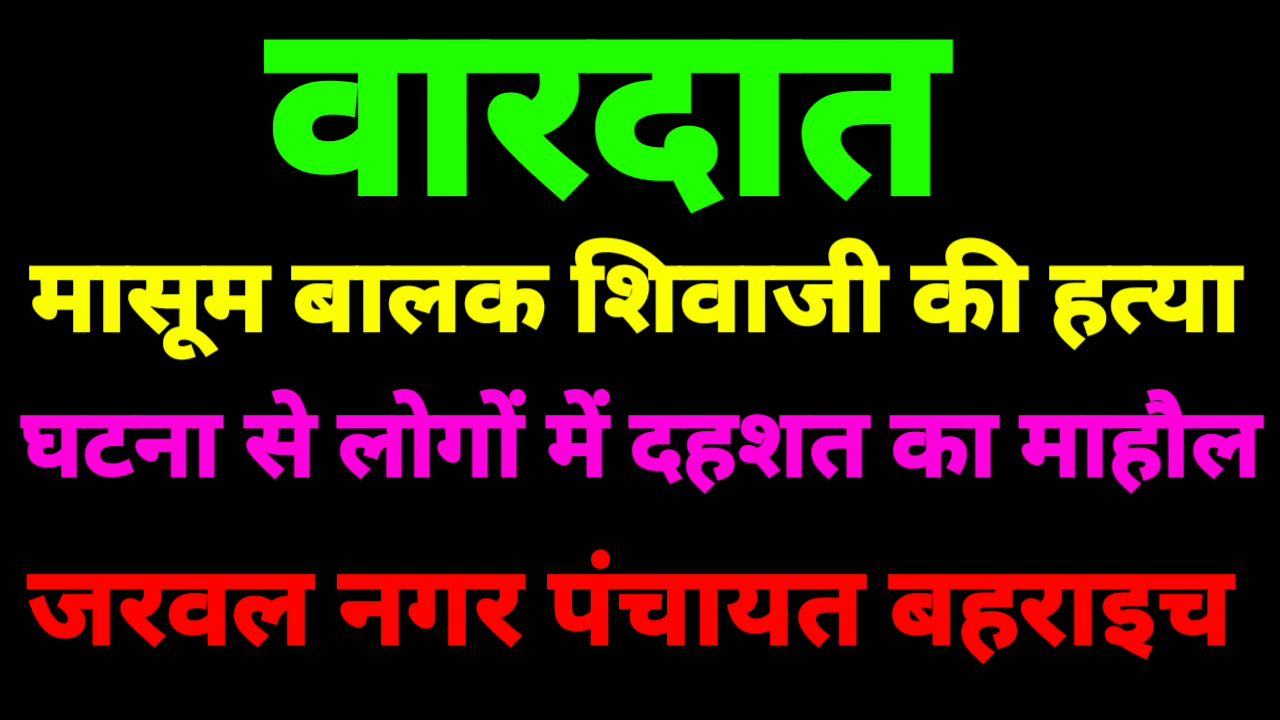 वारदात
मासूम बालक शिवाजी की हत्या
घटना से लोगों में दहशत का माहौल
जरवल नगर पंचायत बहराइच